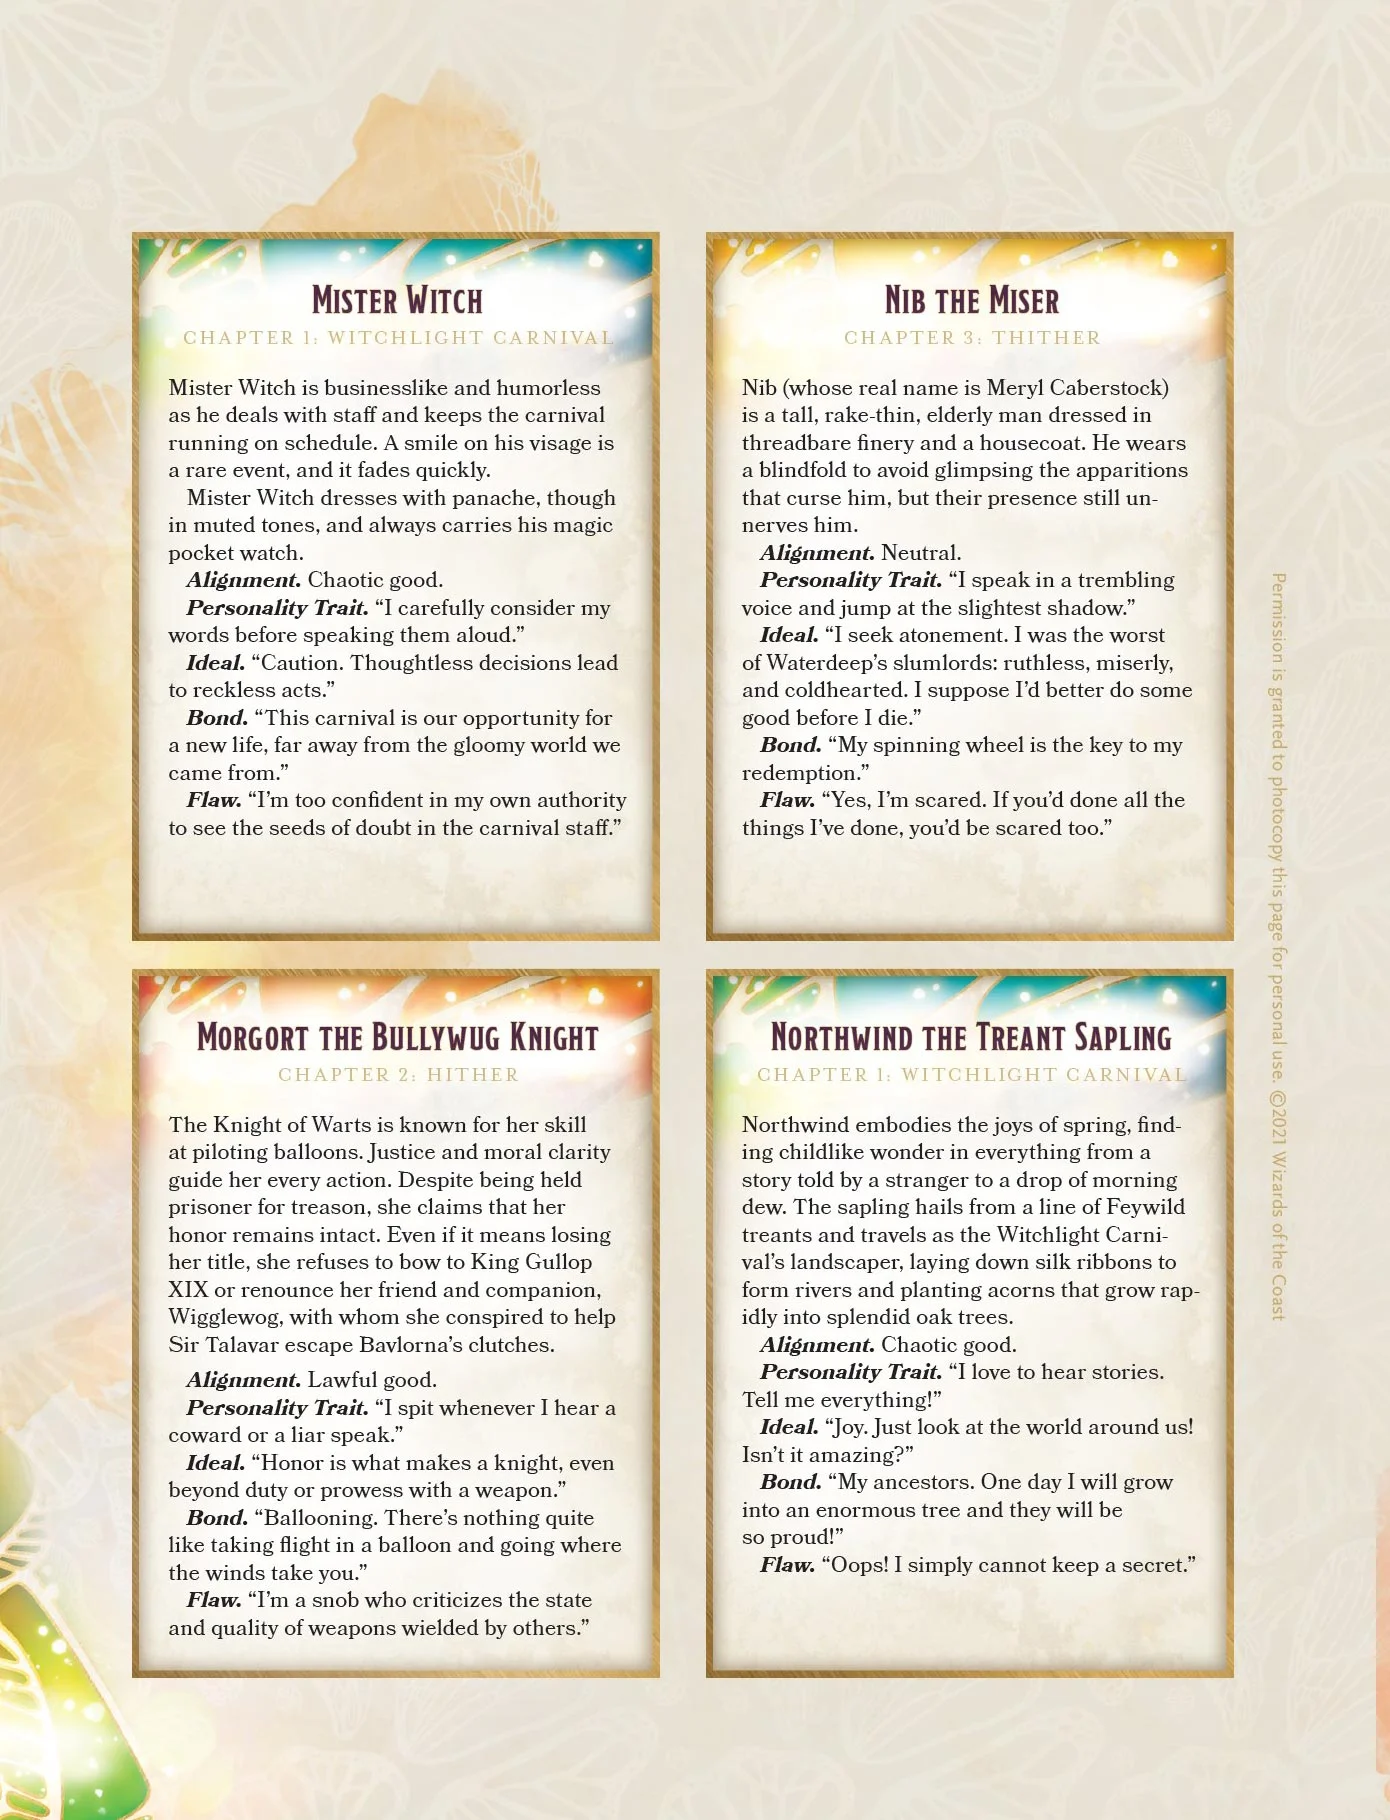 Mister Witch
CHAPTER 1: WITCHLIGHT CARNIVAL
Mister Witch is businesslike and humorless
as he deals with staff and keeps the carnival
running on schedule. A smile on his visage is
a rare event, and it fades quickly.
Mister Witch dresses with panache, though
in muted tones, and always carries his magic
pocket watch.
Alignment. Chaotic good.
Personality Trait. “I carefully consider my
words before speaking them aloud.”
Ideal. “Caution. Thoughtless decisions lead
to reckless acts.”
Bond. “This carnival is our opportunity for
a new life, far away from the gloomy world we
came from.”
Flaw. “I’m too confident in my own authority
to see the seeds of doubt in the carnival staff.”
Nib the Miser
CHAPTER 3: THITHER
Nib (whose real name is Meryl Caberstock)
is a tall, rake-thin, elderly man dressed in
threadbare finery and a housecoat. He wears
a blindfold to avoid glimpsing the apparitions
that curse him, but their presence still un-
nerves him.
Alignment. Neutral.
Personality Trait. “I speak in a trembling
voice and jump at the slightest shadow.”
Ideal. “I seek atonement. I was the worst
of Waterdeep’s slumlords: ruthless, miserly,
and coldhearted. I suppose I’d better do some
good before I die.”
Bond. “My spinning wheel is the key to my
redemption.”
Flaw. “Yes, I’m scared. If you’d done all the
things I’ve done, you’d be scared too.”
Morgort the Bullywug Knight
CHAPTER 2: HITHER
The Knight of Warts is known for her skill
at piloting balloons. Justice and moral clarity
guide her every action. Despite being held
prisoner for treason, she claims that her
honor remains intact. Even if it means losing
her title, she refuses to bow to King Gullop
XIX or renounce her friend and companion,
Wigglewog, with whom she conspired to help
Sir Talavar escape Bavlorna’s clutches.
Alignment. Lawful good.
Personality Trait. “I spit whenever I hear a
coward or a liar speak.”
Ideal. “Honor is what makes a knight, even
beyond duty or prowess with a weapon.”
Bond. “Ballooning. There’s nothing quite
like taking flight in a balloon and going where
the winds take you.”
Flaw. “I’m a snob who criticizes the state
and quality of weapons wielded by others.”
Northwind the Treant Sapling
CHAPTER 1: WITCHLIGHT CARNIVAL
Northwind embodies the joys of spring, find-
ing childlike wonder in everything from a
story told by a stranger to a drop of morning
dew. The sapling hails from a line of Feywild
treants and travels as the Witchlight Carni-
val’s landscaper, laying down silk ribbons to
form rivers and planting acorns that grow rap-
idly into splendid oak trees.
Alignment. Chaotic good.
Personality Trait. “I love to hear stories.
Tell me everything!”
Ideal. “Joy. Just look at the world around us!
Isn’t it amazing?”
Bond. “My ancestors. One day I will grow
into an enormous tree and they will be
so proud!”
Flaw. “Oops! I simply cannot keep a secret.”
Permission is granted to photocopy this page for personal use. ©2021 Wizards of the Coast